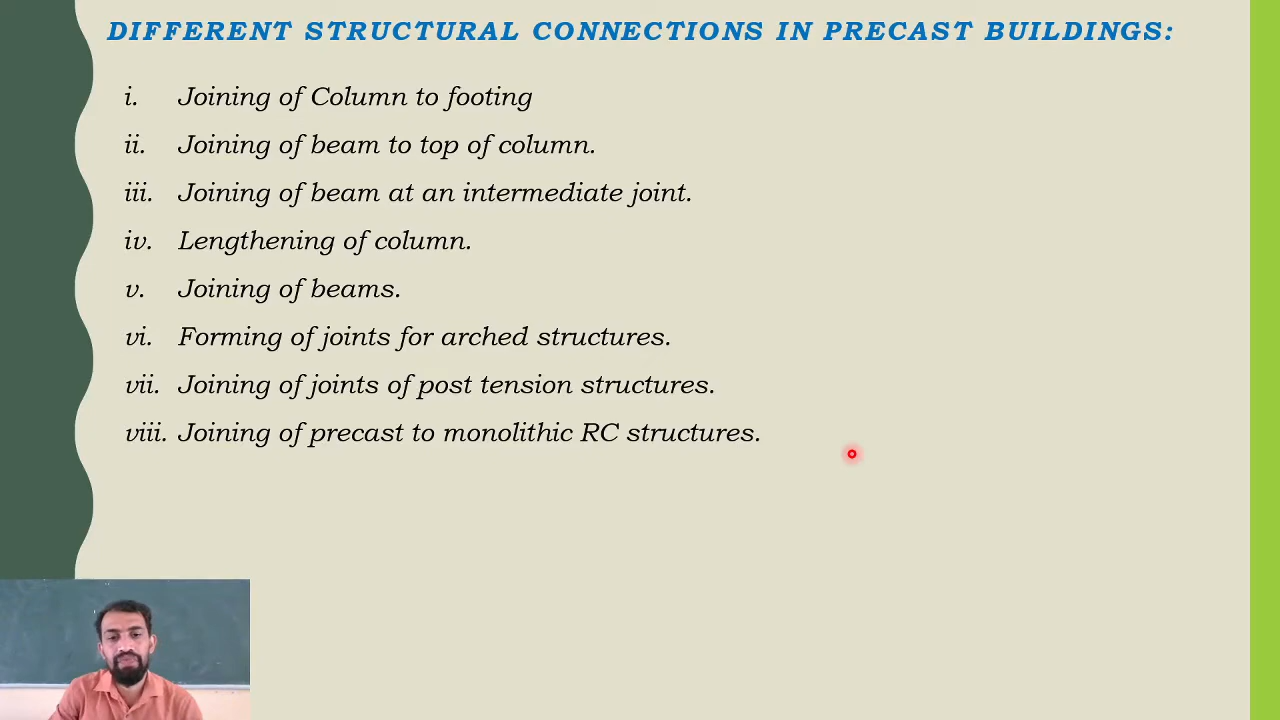 DIFFERENT STRUCTURAL CONNECTIONS IN PRECAST BUILDINGS:
i. Joining of Column to footing
ii. Joining of beam to top of column.
iii. Joining of beam at an intermediate joint.
iv. Lengthening of column.
v. Joining of beams.
vi. Forming of joints for arched structures.
vii. Joining of joints of post tension structures.
viii. Joining of precast to monolithic RC structures.